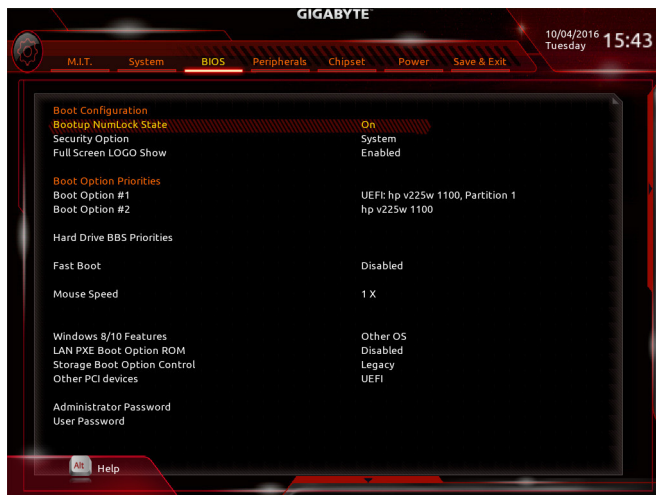 GIGABYTE™
10/04/2016
Tuesday 15:43
M.I.T. System BIOS Peripherals Chipset Power Save & Exit
Boot Configuration
Bootup NumLock State On
Security Option System
Full Screen LOGO Show Enabled
Boot Option Priorities
Boot Option #1 UEFI: hp v225w 1100, Partition 1
Boot Option #2 hp v225w 1100
Hard Drive BBS Priorities
Fast Boot Disabled
Mouse Speed 1 X
Windows 8/10 Features Other OS
LAN PXE Boot Option ROM Disabled
Storage Boot Option Control Legacy
Other PCI devices UEFI
Administrator Password
User Password
Alt Help